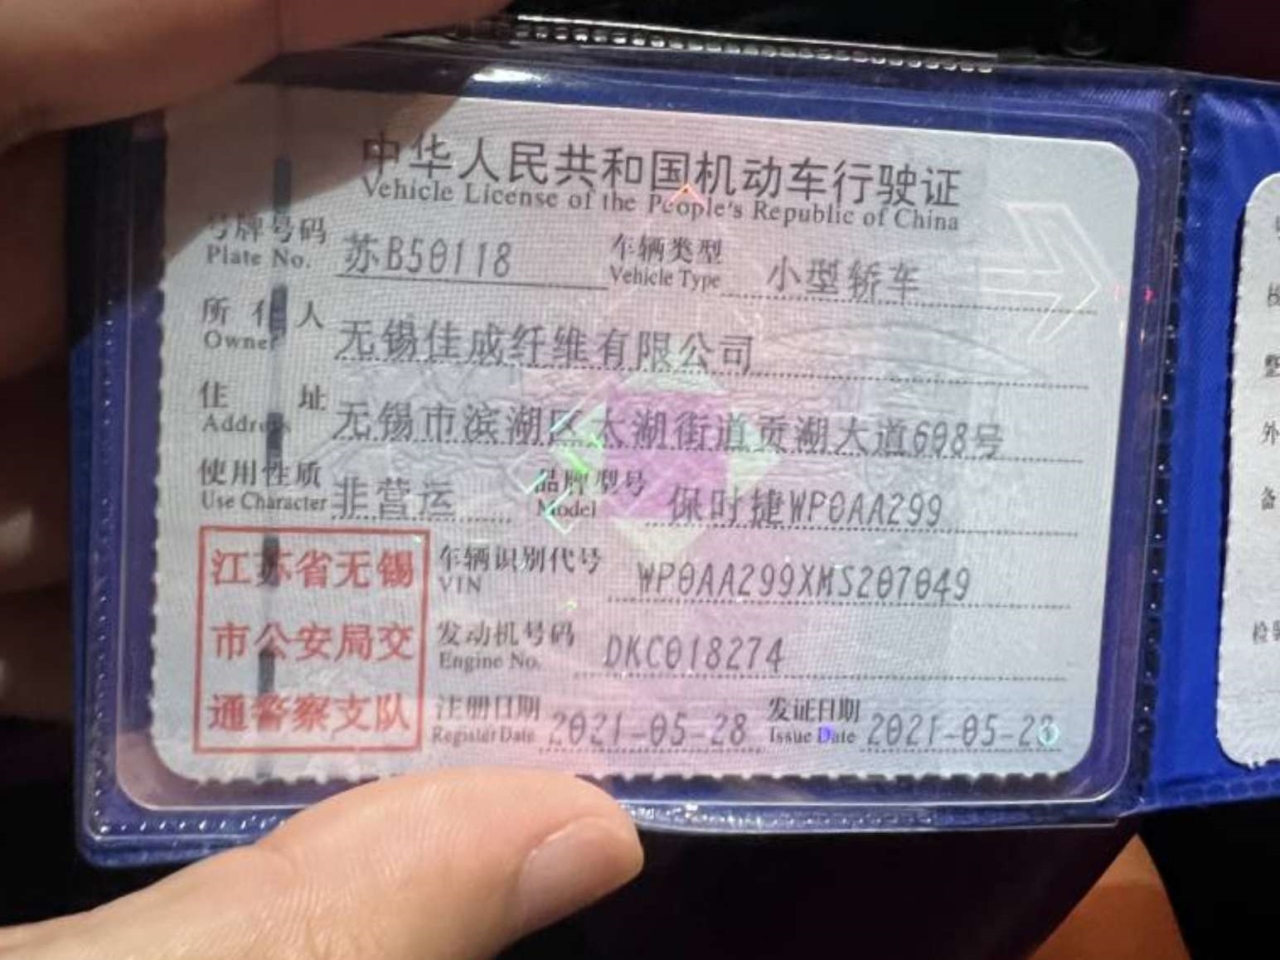 中华人民共和国机动车行驶证
Vehicle License of the People's Republic of China
号牌号码 苏B50118 车辆类型 小型轿车
Plate No. Vehicle Type
所有人 无锡佳成纤维有限公司
Owner
住址 无锡市滨湖区太湖街道贡湖大道608号
Address
使用性质 非营运 品牌型号 保时捷WP0AA299
Use Character Model
江苏省无锡
市公安局交
通警察支队
车辆识别代号 WP0AA299XMS207049
VIN
发动机号码 DKC018274
Engine No.
注册日期 2021-05-28 发证日期 2021-05-28
Register Date Issue Date
外
备